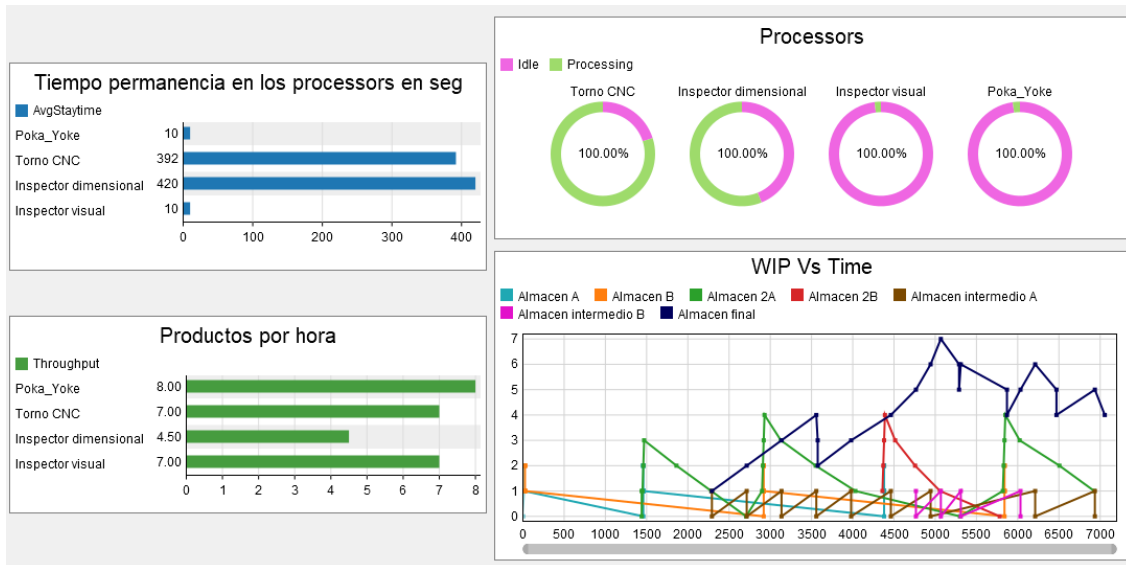 Tiempo permanencia en los processors en seg
AvgStaytime
Poka_Yoke 10
Torno CNC 392
Inspector dimensional 420
Inspector visual 10
0 100 200 300 400
Productos por hora
Throughput
Poka_Yoke 8.00
Torno CNC 7.00
Inspector dimensional 4.50
Inspector visual 7.00
0 1 2 3 4 5 6 7 8
Processors
Idle Processing
Torno CNC Inspector dimensional Inspector visual Poka_Yoke
100.00% 100.00% 100.00% 100.00%
WIP Vs Time
Almacen A Almacen B Almacen 2A Almacen 2B Almacen intermedio A
Almacen intermedio B Almacen final
7
6
5
4
3
2
1
0
0 500 1000 1500 2000 2500 3000 3500 4000 4500 5000 5500 6000 6500 7000